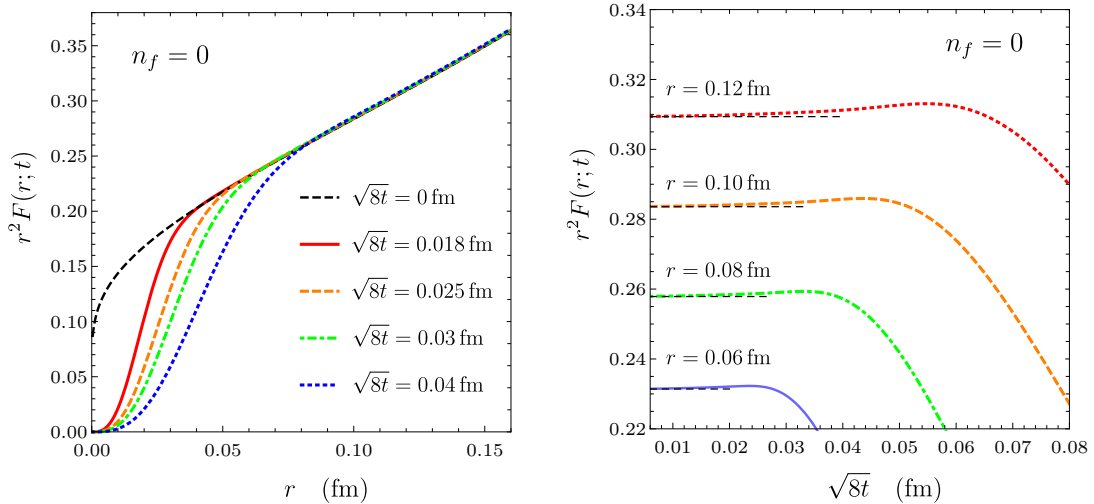 n_f = 0
r²F(r;t)
0.35
0.30
0.25
0.20
0.15
0.10
0.05
0.00
√8t = 0 fm
√8t = 0.018 fm
√8t = 0.025 fm
√8t = 0.03 fm
√8t = 0.04 fm
0.00 0.05 0.10 0.15
r (fm)
n_f = 0
r²F(r;t)
0.34
0.32
0.30
0.28
0.26
0.24
0.22
r = 0.12 fm
r = 0.10 fm
r = 0.08 fm
r = 0.06 fm
0.01 0.02 0.03 0.04 0.05 0.06 0.07 0.08
√8t (fm)